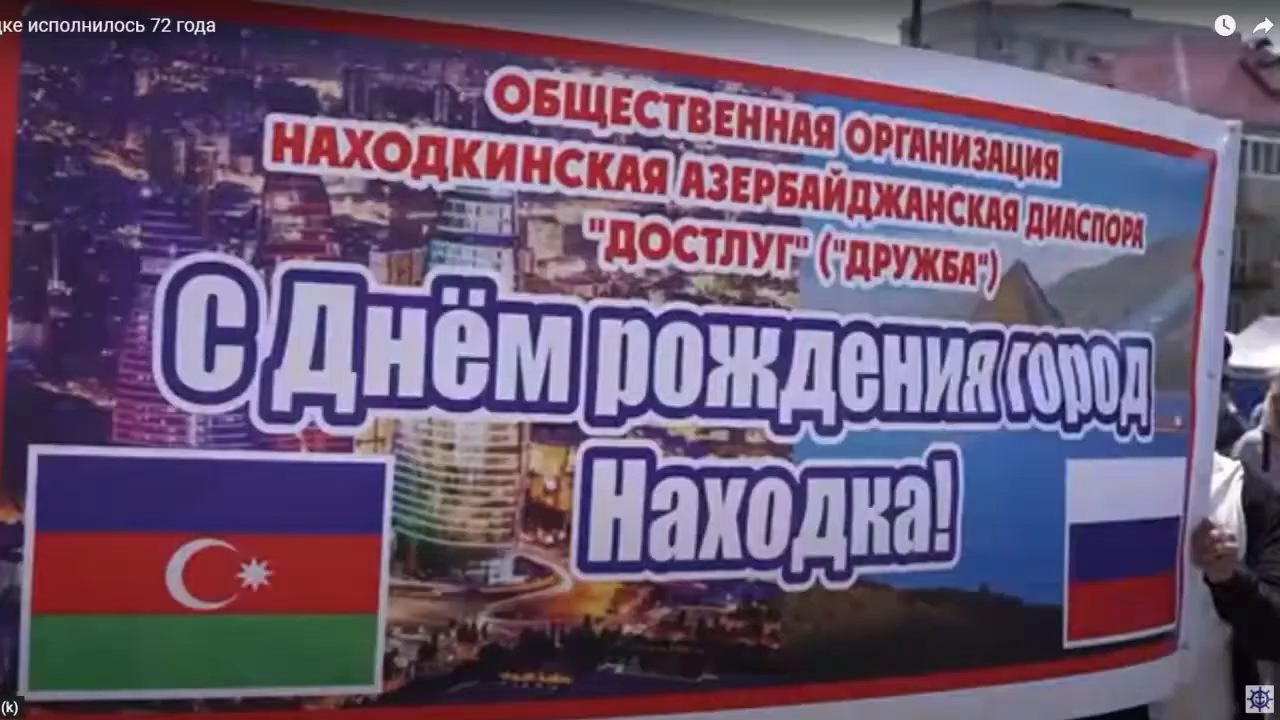 дке исполнилось 72 года
ОБЩЕСТВЕННАЯ ОРГАНИЗАЦИЯ
НАХОДКИНСКАЯ АЗЕРБАЙДЖАНСКАЯ ДИАСПОРА
"ДОСТЛУГ" ("ДРУЖБА")
С Днём рождения город
Находка!
(k)